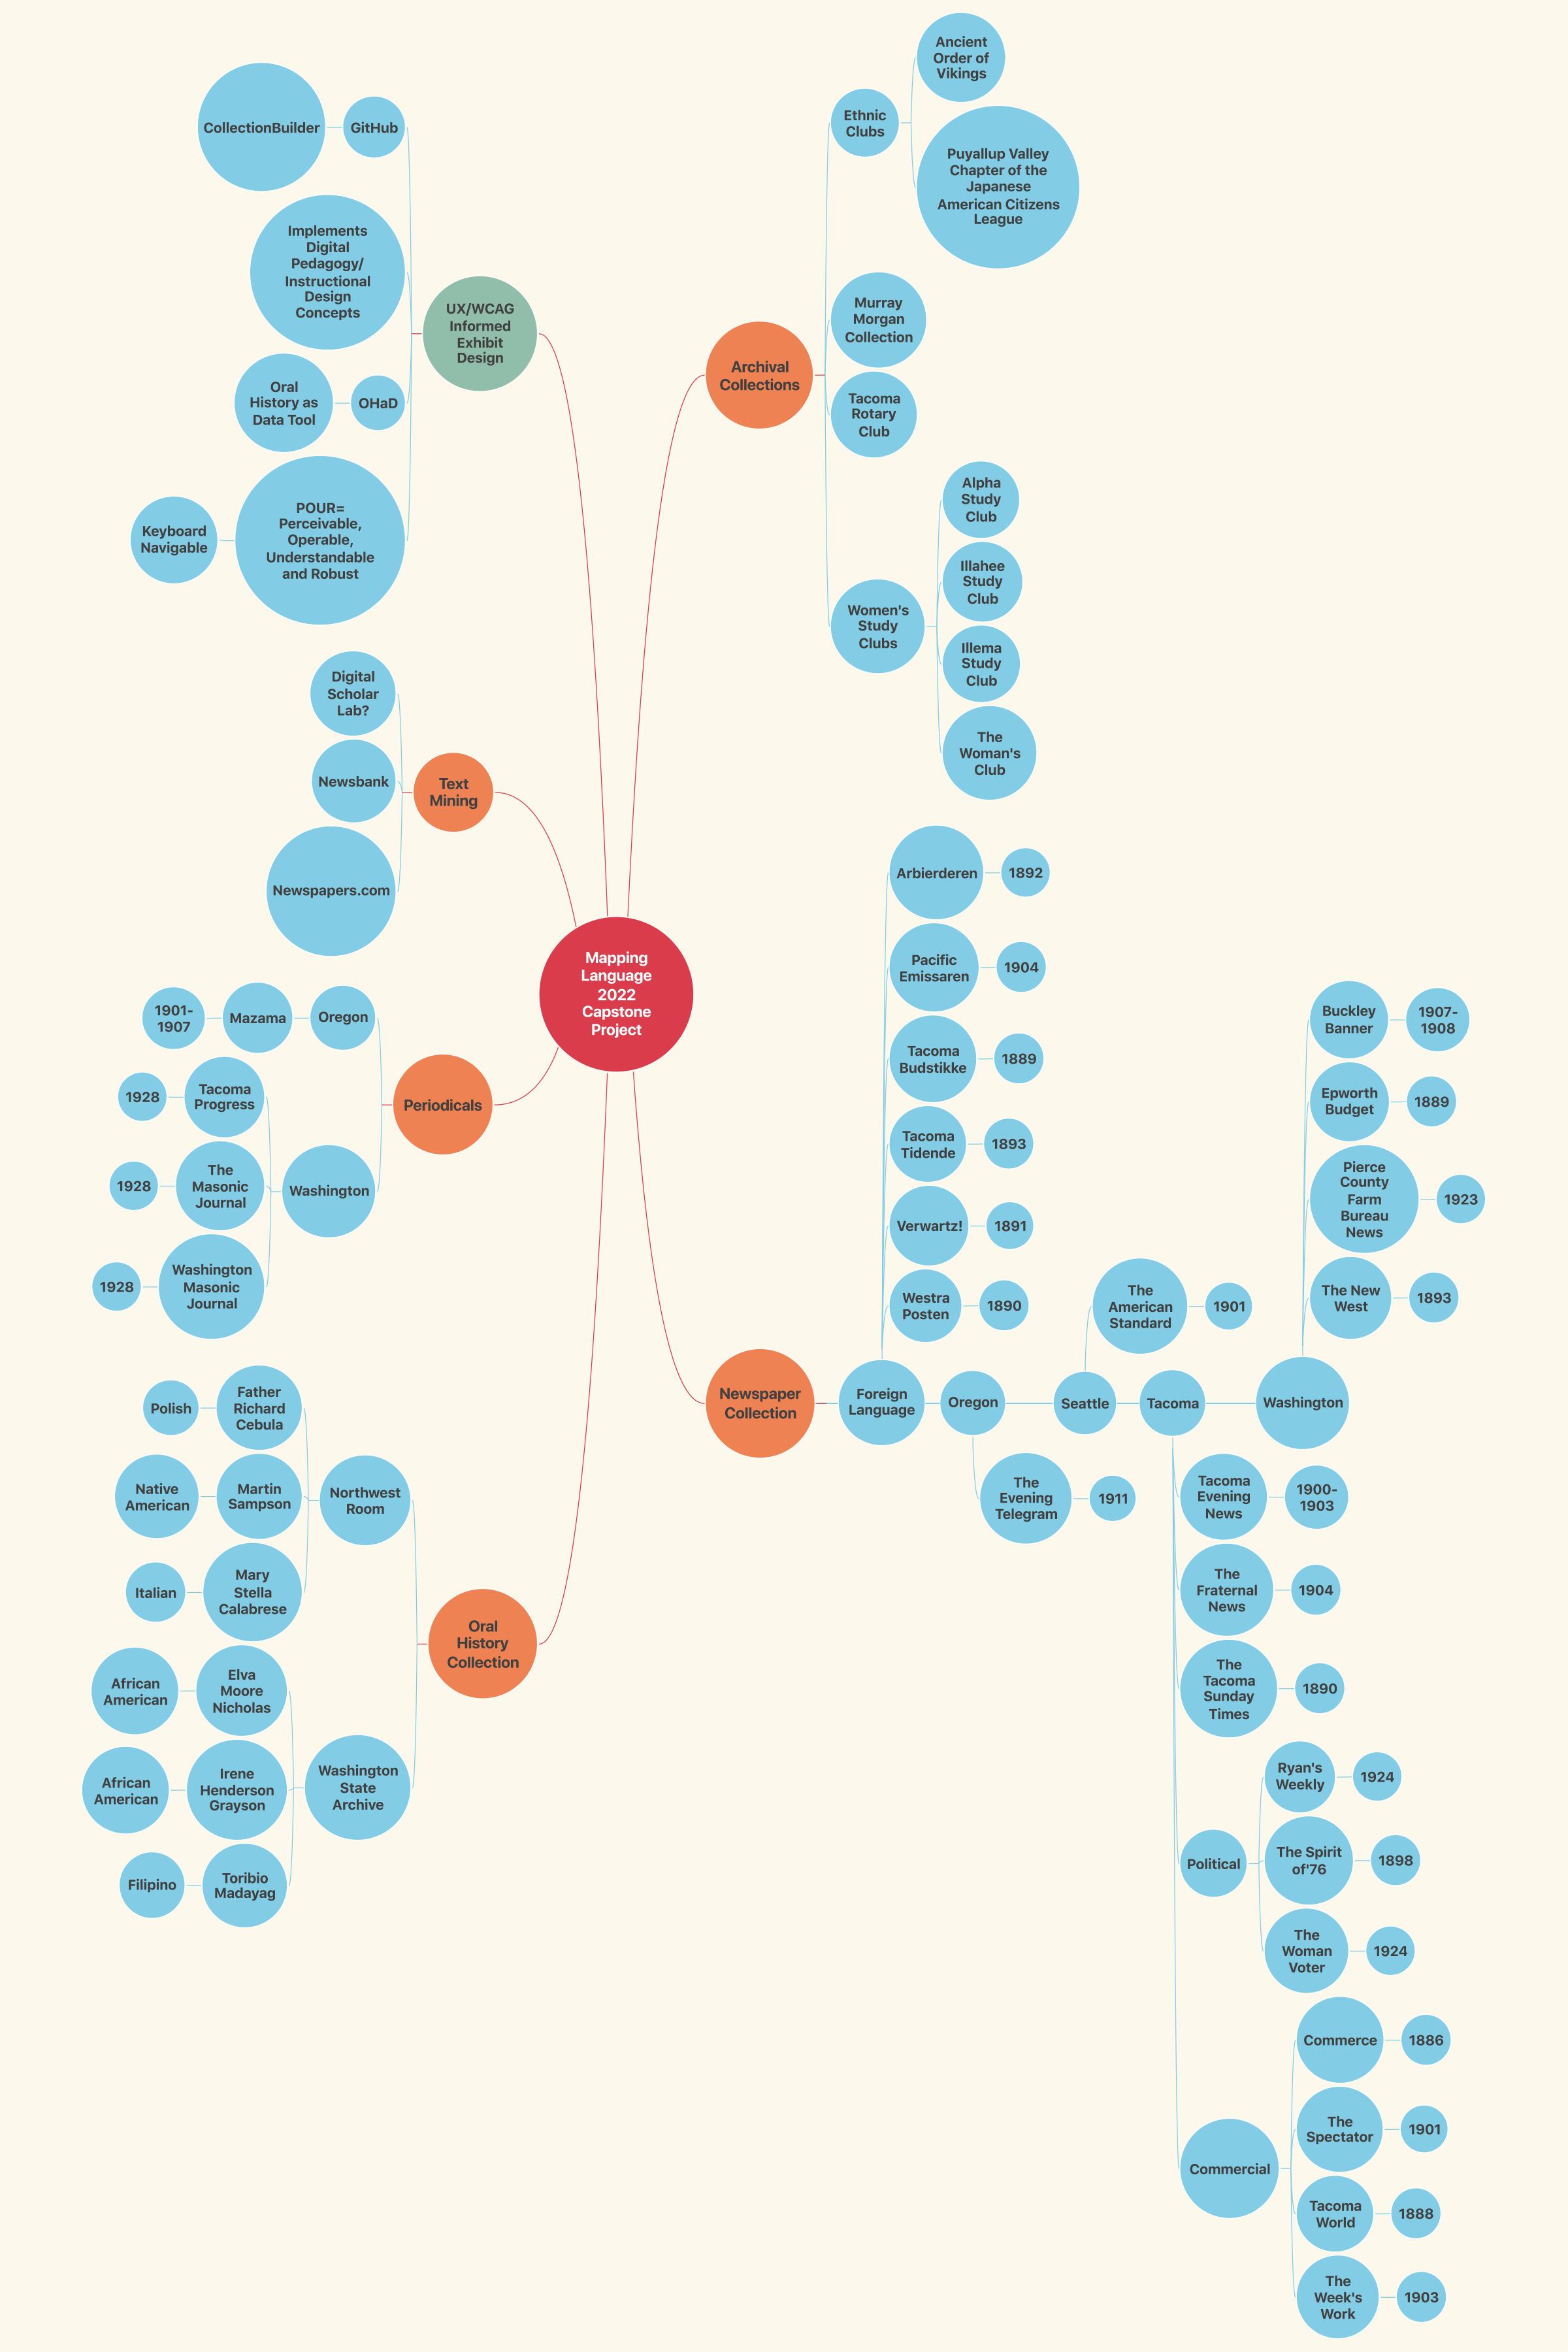 Mapping
Language
2022
Capstone
Project
UX/WCAG
Informed
Exhibit
Design
GitHub
CollectionBuilder
Implements
Digital
Pedagogy/
Instructional
Design
Concepts
OHaD
Oral
History as
Data Tool
POUR=
Perceivable,
Operable,
Understandable
and Robust
Keyboard
Navigable
Text
Mining
Digital
Scholar
Lab?
Newsbank
Newspapers.com
Periodicals
Oregon
Mazama
1901-
1907
Washington
Tacoma
Progress
1928
The
Masonic
Journal
1928
Washington
Masonic
Journal
1928
Oral
History
Collection
Northwest
Room
Father
Richard
Cebula
Polish
Martin
Sampson
Native
American
Mary
Stella
Calabrese
Italian
Washington
State
Archive
Elva
Moore
Nicholas
African
American
Irene
Henderson
Grayson
African
American
Toribio
Madayag
Filipino
Archival
Collections
Ethnic
Clubs
Ancient
Order of
Vikings
Puyallup Valley
Chapter of the
Japanese
American Citizens
League
Murray
Morgan
Collection
Tacoma
Rotary
Club
Women's
Study
Clubs
Alpha
Study
Club
Illahee
Study
Club
Illema
Study
Club
The
Woman's
Club
Newspaper
Collection
Foreign
Language
Arbierderen
1892
Pacific
Emissaren
1904
Tacoma
Budstikke
1889
Tacoma
Tidende
1893
Verwartz!
1891
Westra
Posten
1890
Oregon
The
Evening
Telegram
1911
Seattle
The
American
Standard
1901
Tacoma
Tacoma
Evening
News
1900-
1903
The
Fraternal
News
1904
The
Tacoma
Sunday
Times
1890
Political
Ryan's
Weekly
1924
The Spirit
of'76
1898
The
Woman
Voter
1924
Commercial
Commerce
1886
The
Spectator
1901
Tacoma
World
1888
The
Week's
Work
1903
Washington
Buckley
Banner
1907-
1908
Epworth
Budget
1889
Pierce
County
Farm
Bureau
News
1923
The New
West
1893